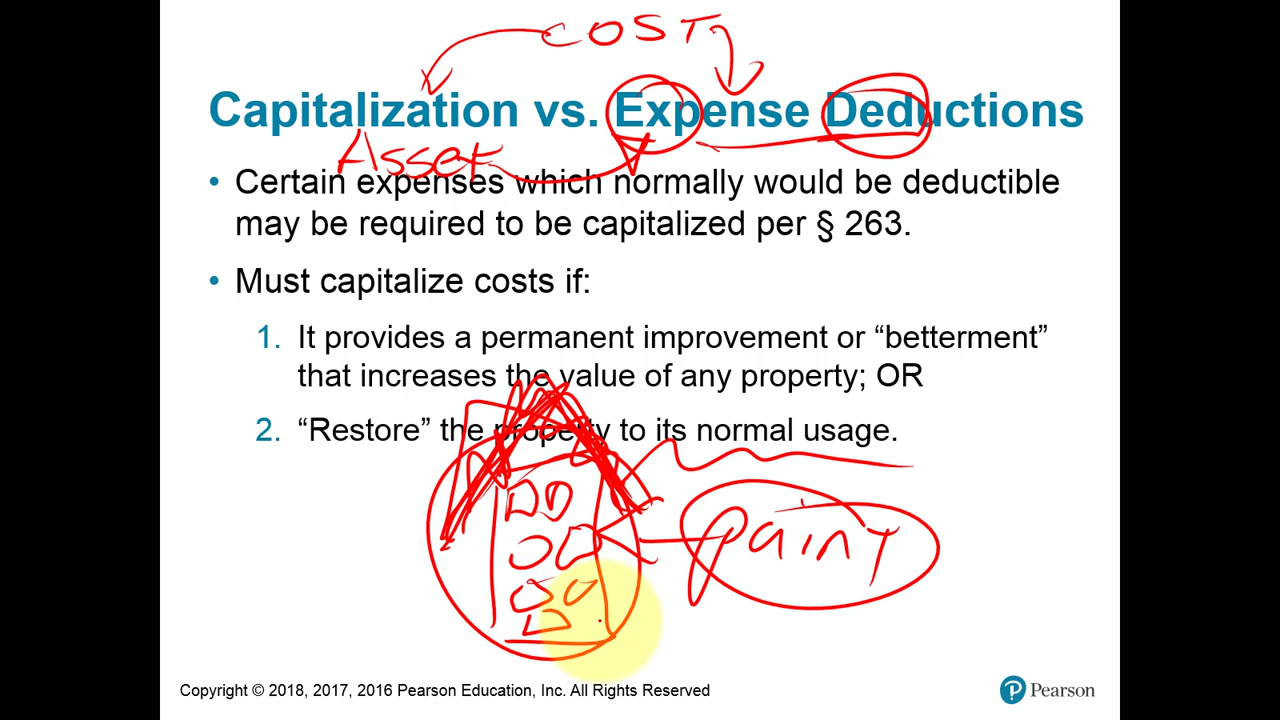 COST
Capitalization vs. Expense Deductions
Asset
• Certain expenses which normally would be deductible
may be required to be capitalized per § 263.
• Must capitalize costs if:
1. It provides a permanent improvement or “betterment”
that increases the value of any property; OR
2. “Restore” the property to its normal usage.
paint
Copyright © 2018, 2017, 2016 Pearson Education, Inc. All Rights Reserved
P Pearson